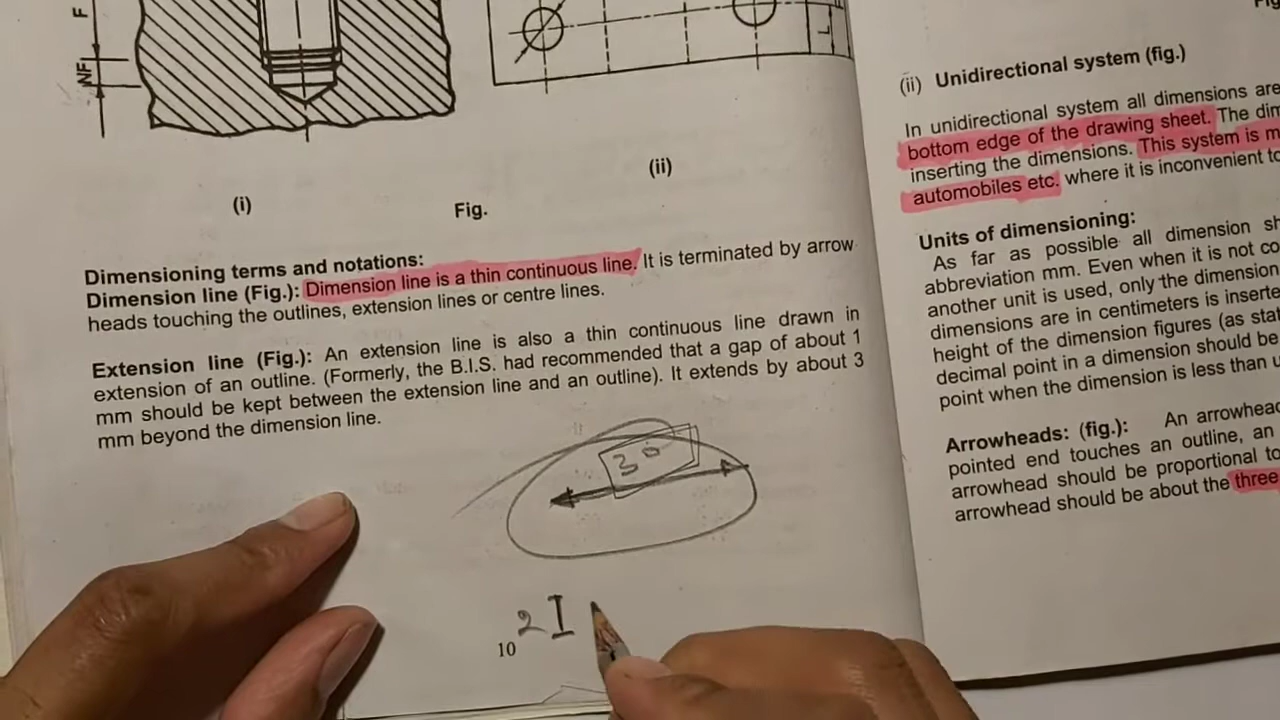 F
NF
L
(i)
Fig.
(ii)
Dimensioning terms and notations:
Dimension line (Fig.): Dimension line is a thin continuous line. It is terminated by arrow
heads touching the outlines, extension lines or centre lines.
Extension line (Fig.): An extension line is also a thin continuous line drawn in
extension of an outline. (Formerly, the B.I.S. had recommended that a gap of about 1
mm should be kept between the extension line and an outline). It extends by about 3
mm beyond the dimension line.
30
2I
10
(ii) Unidirectional system (fig.)
In unidirectional system all dimensions are
bottom edge of the drawing sheet. The
inserting the dimensions. This system is
automobiles etc. where it is inconvenient
Units of dimensioning:
As far as possible all dimension
abbreviation mm. Even when it is not
another unit is used, only the dimension
dimensions are in centimeters is
height of the dimension figures (as
decimal point in a dimension should be
point when the dimension is less than
Arrowheads: (fig.): An
pointed end touches an outline, an
arrowhead should be proportional
arrowhead should be about the three